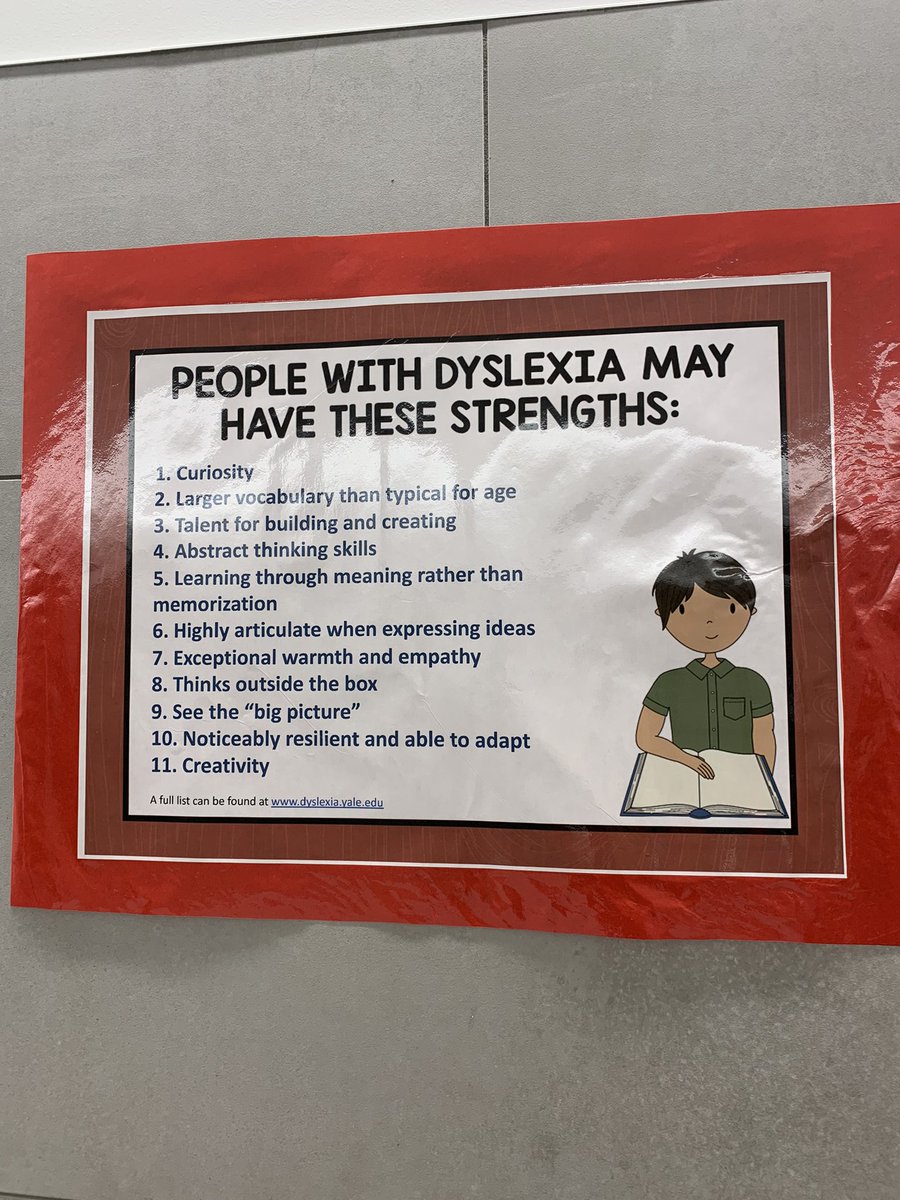 PEOPLE WITH DYSLEXIA MAY
HAVE THESE STRENGTHS:
1. Curiosity
2. Larger vocabulary than typical for age
3. Talent for building and creating
4. Abstract thinking skills
5. Learning through meaning rather than
memorization
6. Highly articulate when expressing ideas
7. Exceptional warmth and empathy
8. Thinks outside the box
9. See the “big picture”
10. Noticeably resilient and able to adapt
11. Creativity
A full list can be found at www.dyslexia.yale.edu